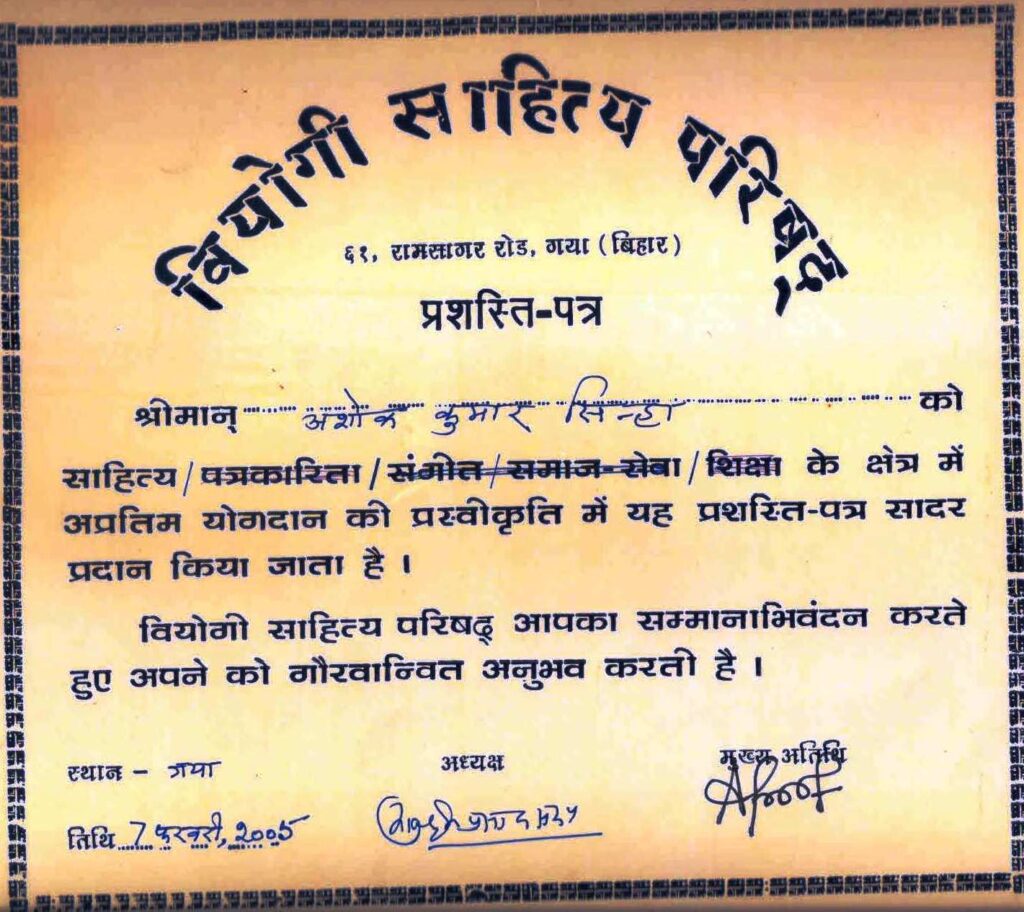 वियोगी साहित्य परिषद्
६१, रामसागर रोड, गया (बिहार)
प्रशस्ति-पत्र
श्रीमान् अशोक कुमार सिन्हा को
साहित्य/पत्रकारिता/संगीत/समाज-सेवा/शिक्षा के क्षेत्र में
अप्रतिम योगदान की प्रस्वीकृति में यह प्रशस्ति-पत्र सादर
प्रदान किया जाता है ।
वियोगी साहित्य परिषद् आपका सम्मानाभिवंदन करते
हुए अपने को गौरवान्वित अनुभव करती है ।
स्थान - गया
अध्यक्ष
मुख्य अतिथि
तिथि 7 फरवरी, 2005